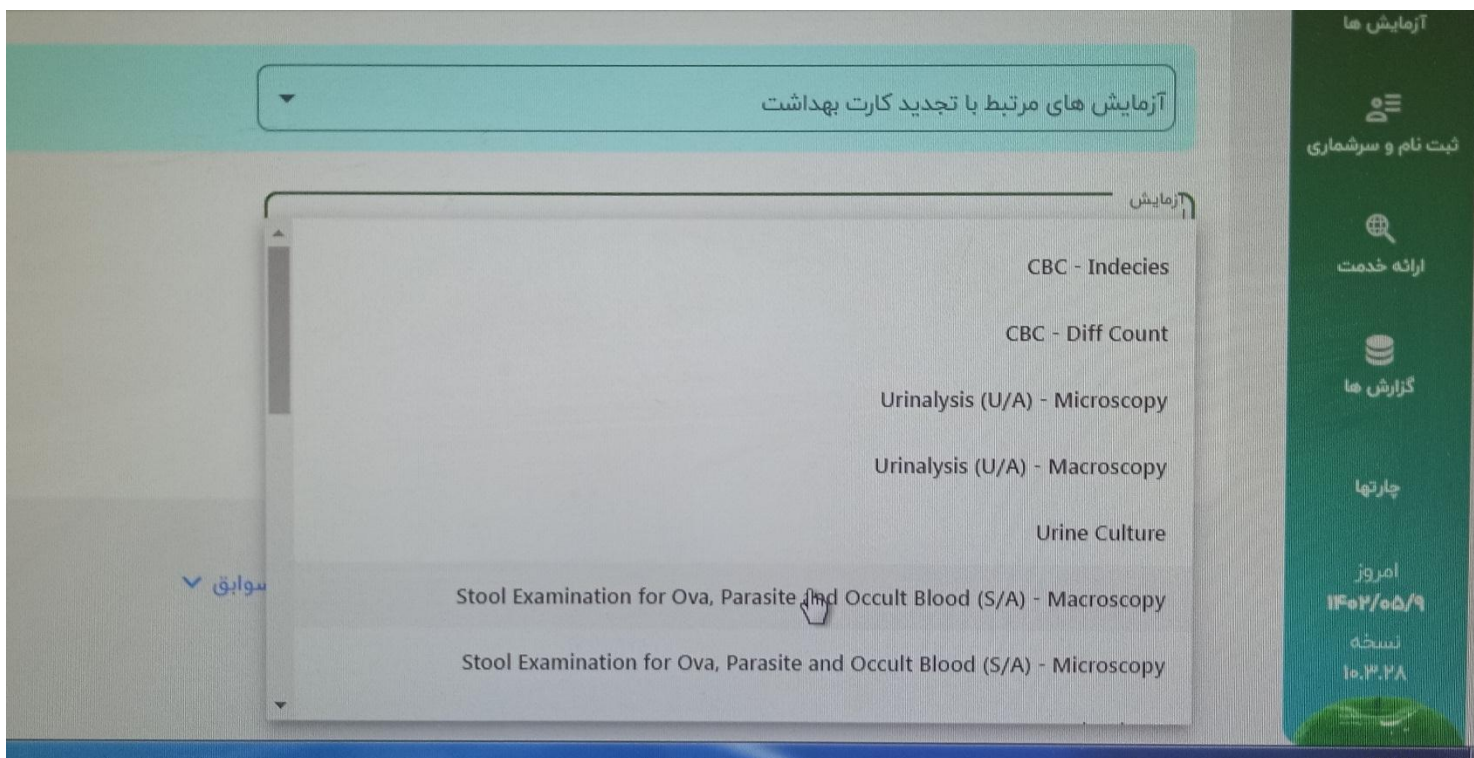 آزمایش ها
ثبت نام و سرشماری
ارائه خدمت
گزارش ها
چارتها
امروز
۱۴۰۲/۰۵/۹
نسخه
۱۰.۳.۲۸
آزمایش های مرتبط با تجدید کارت بهداشت
آزمایش
CBC - Indecies
CBC - Diff Count
Urinalysis (U/A) - Microscopy
Urinalysis (U/A) - Macroscopy
Urine Culture
Stool Examination for Ova, Parasite and Occult Blood (S/A) - Macroscopy
Stool Examination for Ova, Parasite and Occult Blood (S/A) - Microscopy
سوابق